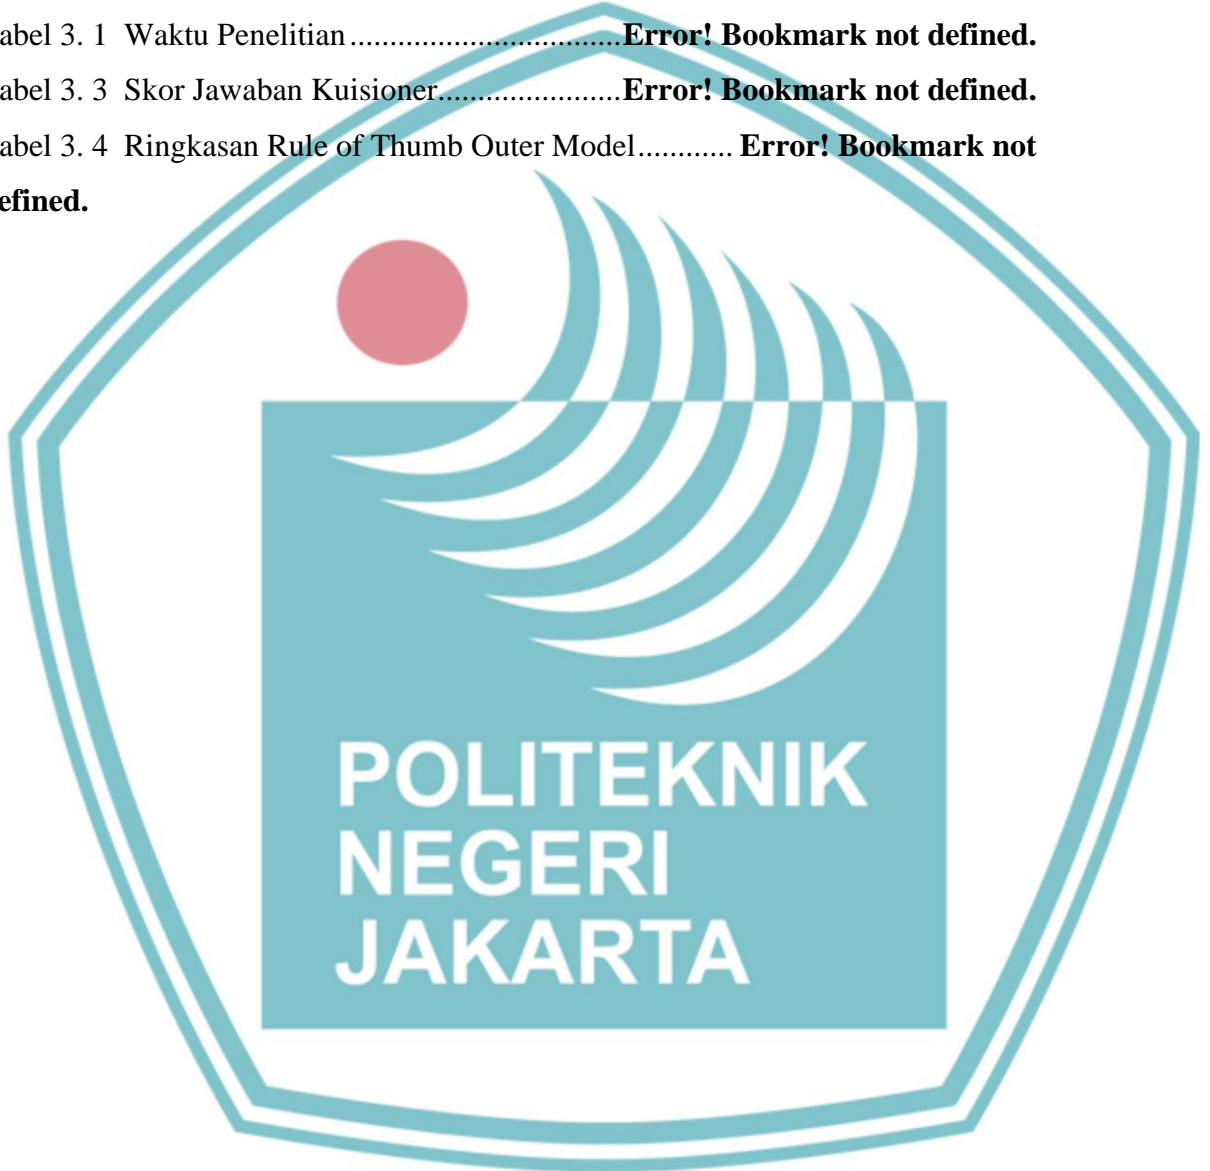 abel 3. 1  Waktu Penelitian..................................Error! Bookmark not defined.
abel 3. 3  Skor Jawaban Kuisioner.......................Error! Bookmark not defined.
abel 3. 4  Ringkasan Rule of Thumb Outer Model............ Error! Bookmark not
efined.
POLITEKNIK
NEGERI
JAKARTA